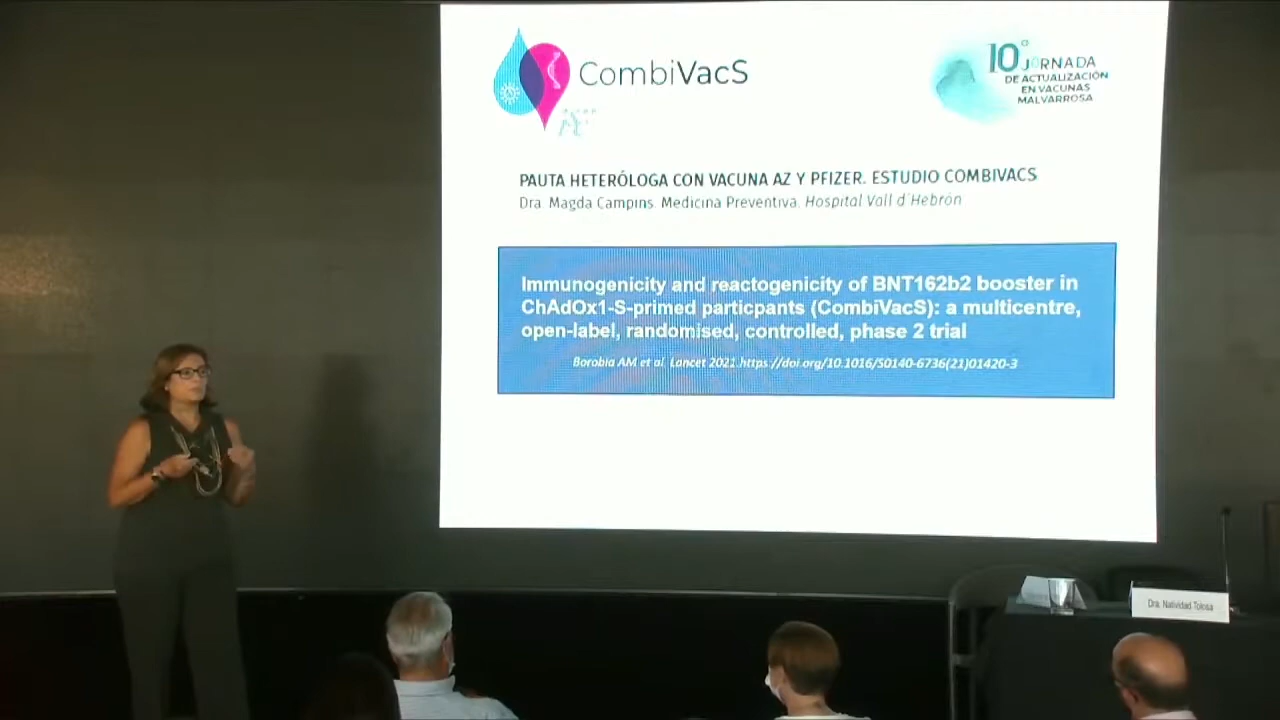 CombiVacS
10º JORNADA
DE ACTUALIZACIÓN
EN VACUNAS
MALVARROSA
PAUTA HETERÓLOGA CON VACUNA AZ Y PFIZER. ESTUDIO COMBIVACS
Dra. Magda Campins. Medicina Preventiva. Hospital Vall d´Hebrón
Immunogenicity and reactogenicity of BNT162b2 booster in
ChAdOx1-S-primed particpants (CombiVacS): a multicentre,
open-label, randomised, controlled, phase 2 trial
Borobia AM et al. Lancet 2021.https://doi.org/10.1016/S0140-6736(21)01420-3
Dra. Natividad Tolosa